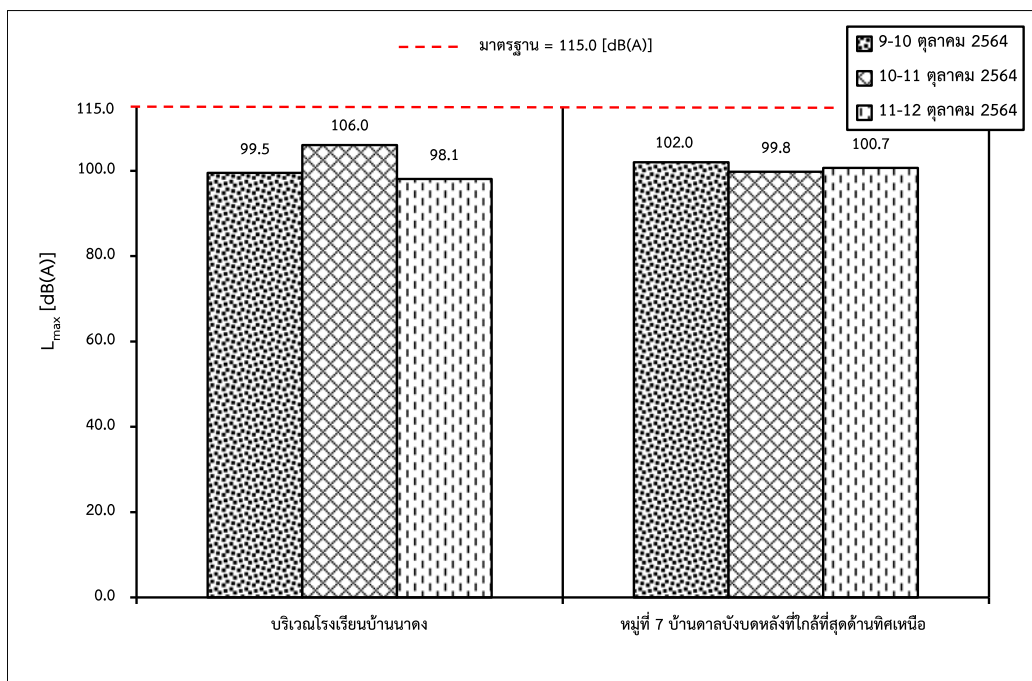 มาตรฐาน = 115.0 [dB(A)]
9-10 ตุลาคม 2564
10-11 ตุลาคม 2564
11-12 ตุลาคม 2564
115.0
100.0
80.0
60.0
40.0
20.0
0.0
L max [dB(A)]
99.5
106.0
98.1
102.0
99.8
100.7
บริเวณโรงเรียนบ้านนาดง
หมู่ที่ 7 บ้านดาลบังบดหลังที่ใกล้ที่สุดด้านทิศเหนือ